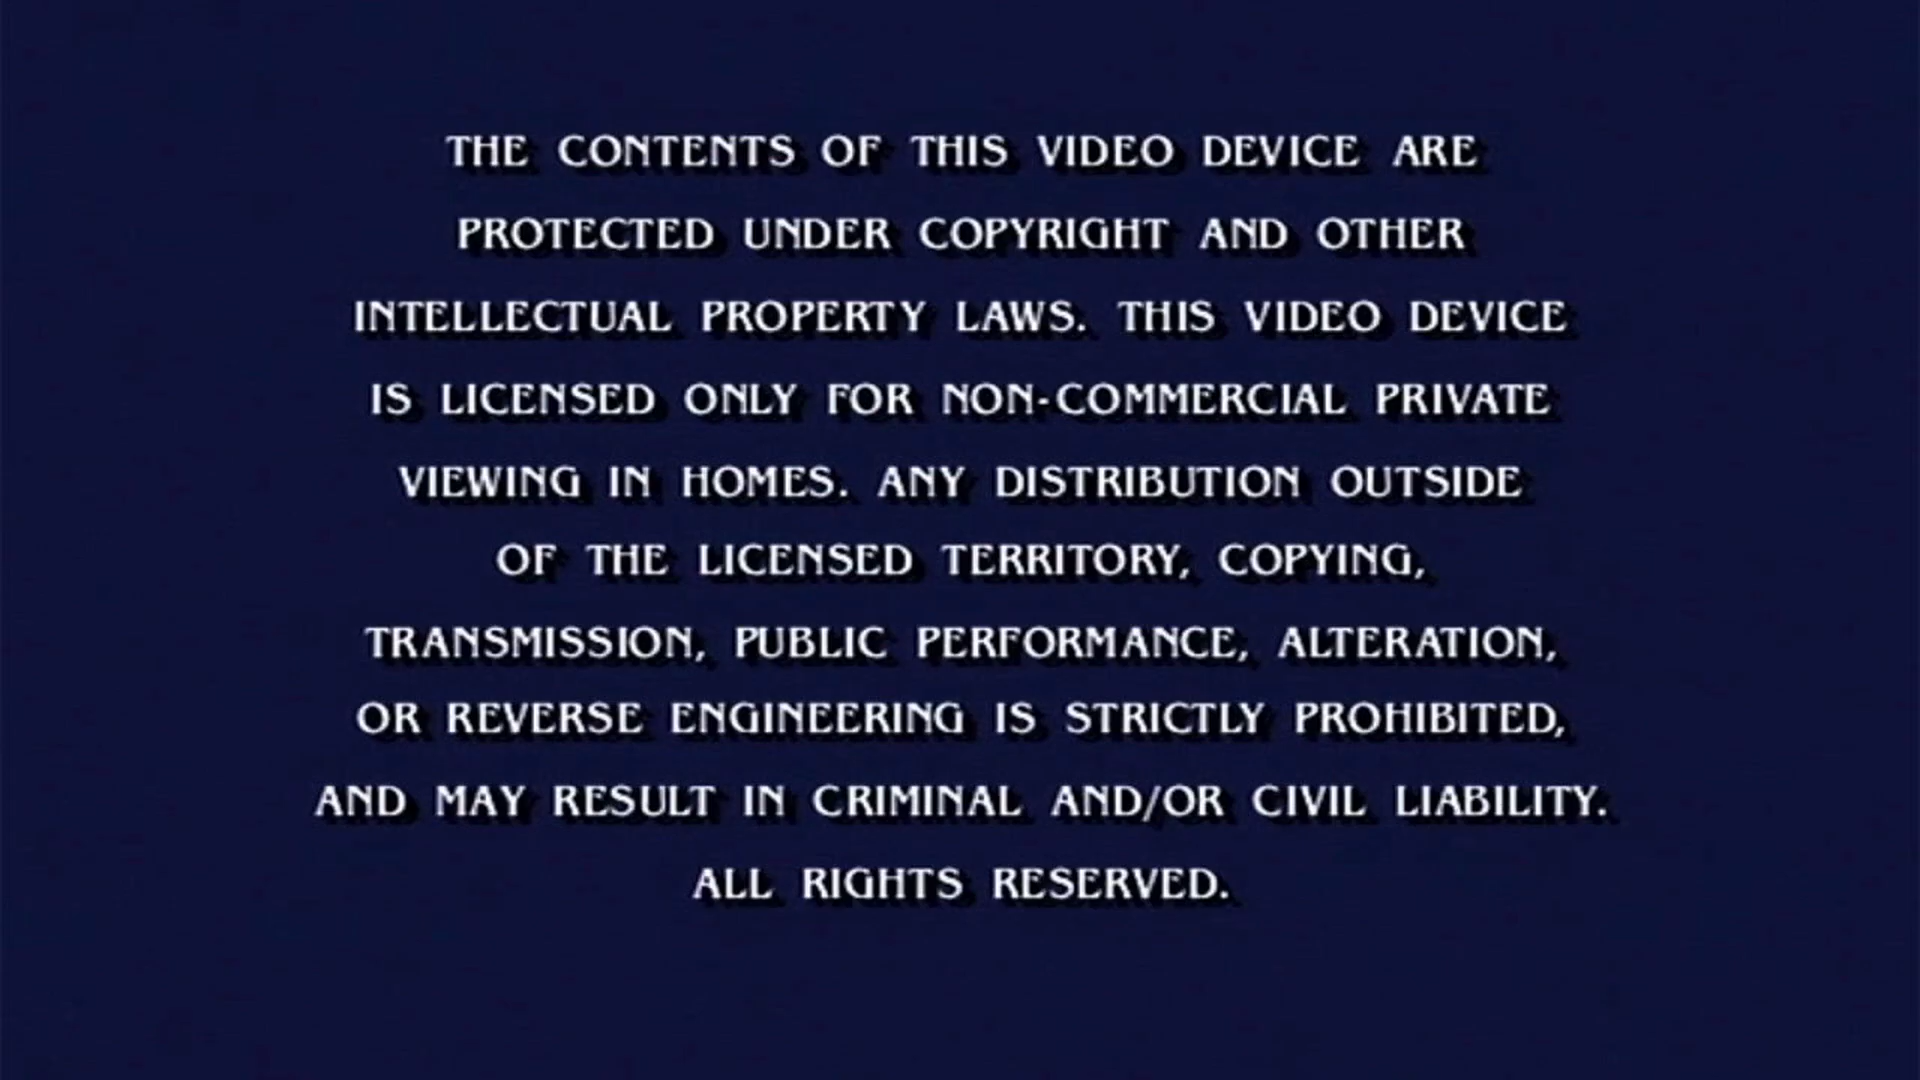 THE CONTENTS OF THIS VIDEO DEVICE ARE
PROTECTED UNDER COPYRIGHT AND OTHER
INTELLECTUAL PROPERTY LAWS. THIS VIDEO DEVICE
IS LICENSED ONLY FOR NON-COMMERCIAL PRIVATE
VIEWING IN HOMES. ANY DISTRIBUTION OUTSIDE
OF THE LICENSED TERRITORY, COPYING,
TRANSMISSION, PUBLIC PERFORMANCE, ALTERATION,
OR REVERSE ENGINEERING IS STRICTLY PROHIBITED,
AND MAY RESULT IN CRIMINAL AND/OR CIVIL LIABILITY.
ALL RIGHTS RESERVED.